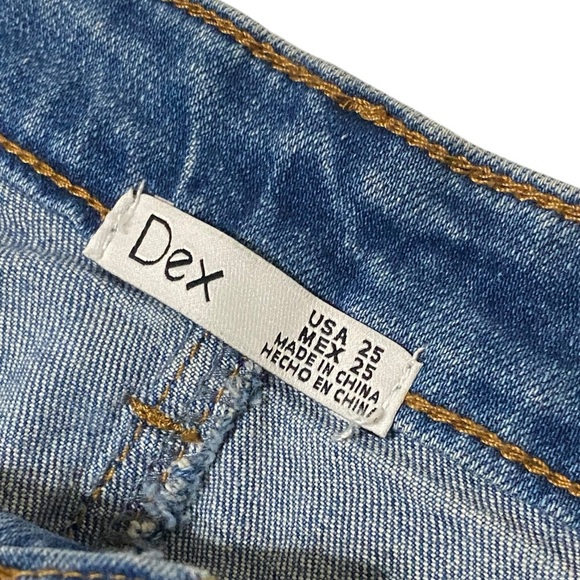 Dex
USA 25
MEX 25
MADE IN CHINA
HECHO EN CHINA